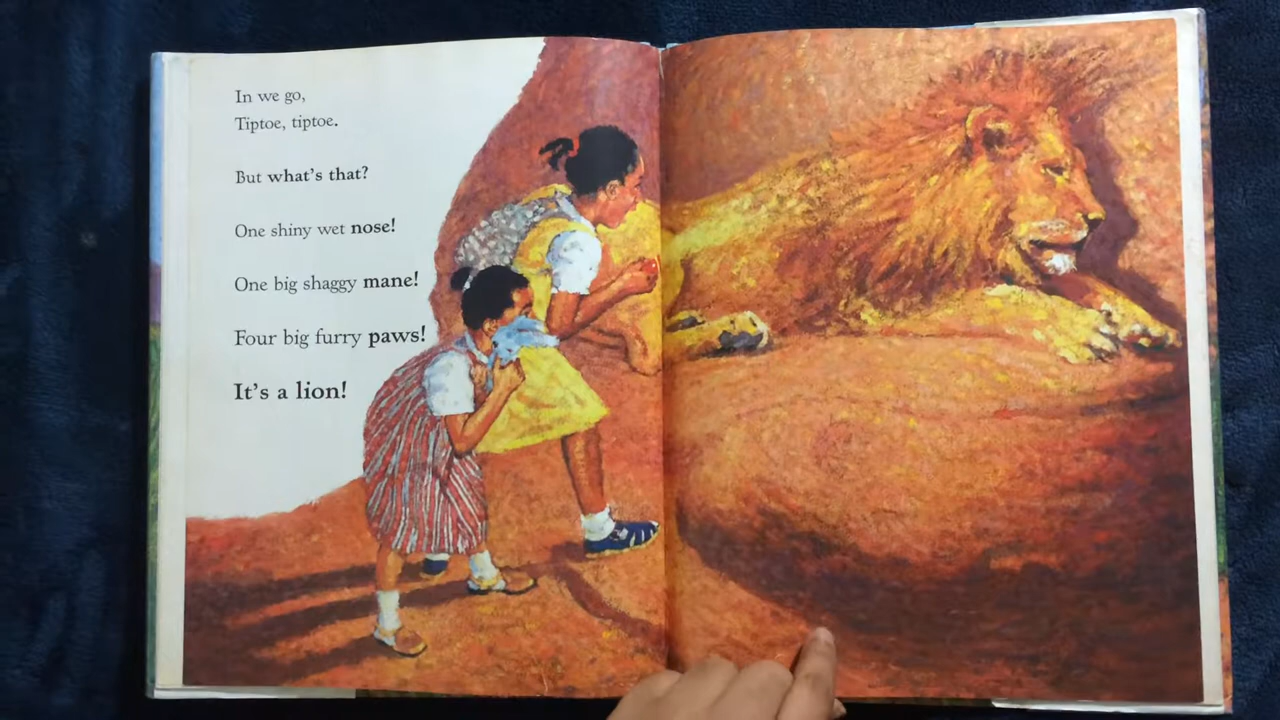 In we go,
Tiptoe, tiptoe.
But what's that?
One shiny wet nose!
One big shaggy mane!
Four big furry paws!
It's a lion!